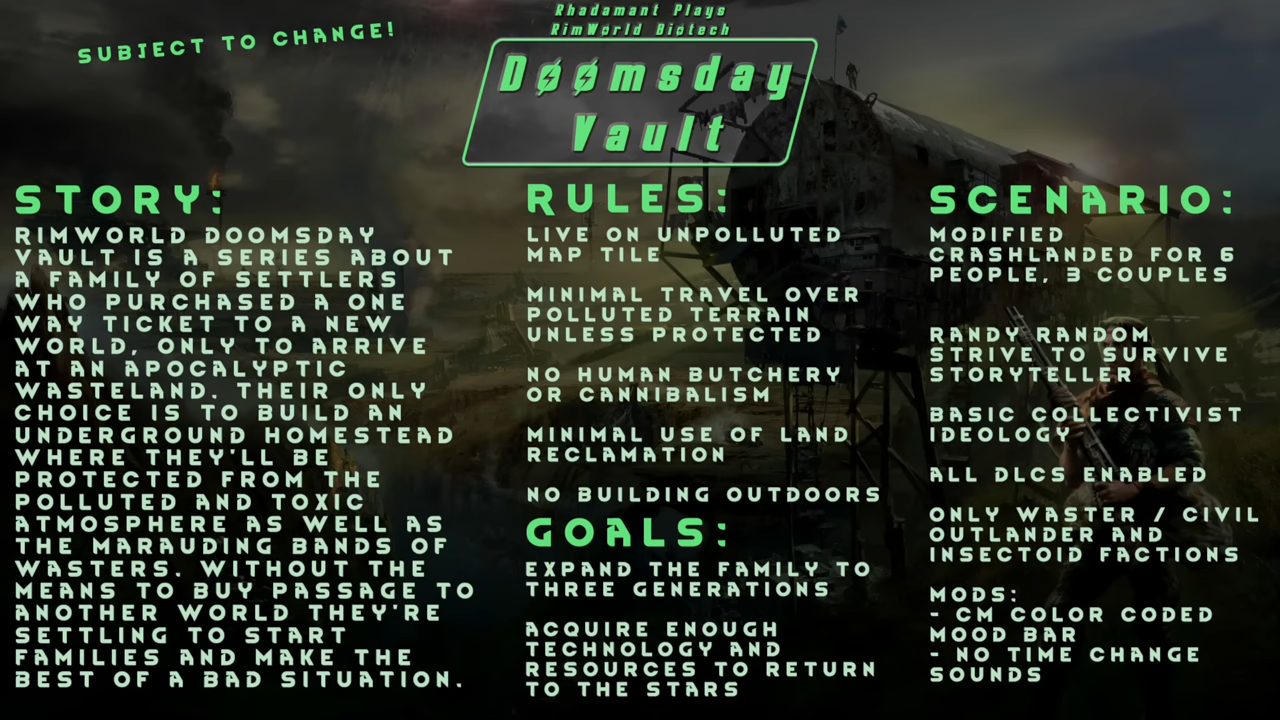 SUBJECT TO CHANGE!
Rhadamant Plays
RimWorld Biotech
Doomsday
Vault
STORY:
RIMWORLD DOOMSDAY
VAULT IS A SERIES ABOUT
A FAMILY OF SETTLERS
WHO PURCHASED A ONE
WAY TICKET TO A NEW
WORLD, ONLY TO ARRIVE
AT AN APOCALYPTIC
WASTELAND. THEIR ONLY
CHOICE IS TO BUILD AN
UNDERGROUND HOMESTEAD
WHERE THEY'LL BE
PROTECTED FROM THE
POLLUTED AND TOXIC
ATMOSPHERE AS WELL AS
THE MARAUDING BANDS OF
WASTERS. WITHOUT THE
MEANS TO BUY PASSAGE TO
ANOTHER WORLD THEY'RE
SETTLING TO START
FAMILIES AND MAKE THE
BEST OF A BAD SITUATION.
RULES:
LIVE ON UNPOLLUTED
MAP TILE
MINIMAL TRAVEL OVER
POLLUTED TERRAIN
UNLESS PROTECTED
NO HUMAN BUTCHERY
OR CANNIBALISM
MINIMAL USE OF LAND
RECLAMATION
NO BUILDING OUTDOORS
GOALS:
EXPAND THE FAMILY TO
THREE GENERATIONS
ACQUIRE ENOUGH
TECHNOLOGY AND
RESOURCES TO RETURN
TO THE STARS
SCENARIO:
MODIFIED
CRASHLANDED FOR 6
PEOPLE, 3 COUPLES
RANDY RANDOM
STRIVE TO SURVIVE
STORYTELLER
BASIC COLLECTIVIST
IDEOLOGY
ALL DLCS ENABLED
ONLY WASTER / CIVIL
OUTLANDER AND
INSECTOID FACTIONS
MODS:
- CM COLOR CODED
MOOD BAR
- NO TIME CHANGE
SOUNDS